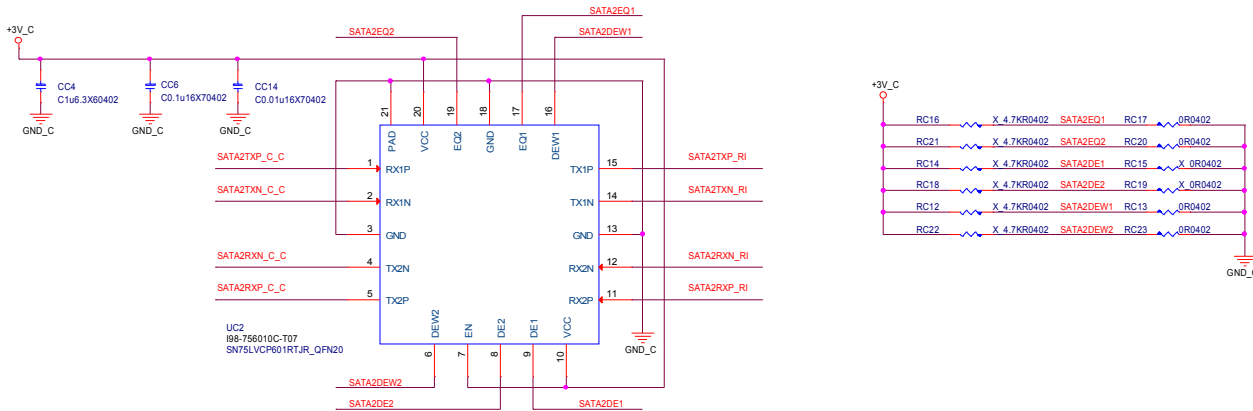 SATA2EQ1
+3V_C
SATA2EQ2
SATA2DEW1
CC4
C1u6.3X60402
CC6
C0.1u16X70402
CC14
C0.01u16X70402
GND_C
GND_C
GND_C
21
20
19
18
17
16
PAD
VCC
EQ2
GND
EQ1
DEW1
SATA2TXP_C_C
1
RX1P
TX1P
15
SATA2TXP_RI
SATA2TXN_C_C
2
RX1N
TX1N
14
SATA2TXN_RI
3
GND
GND
13
SATA2RXN_C_C
4
TX2N
RX2N
12
SATA2RXN_RI
SATA2RXP_C_C
5
TX2P
RX2P
11
SATA2RXP_RI
UC2
I98-756010C-T07
SN75LVCP601RTJR_QFN20
DEW2
EN
DE2
DE1
VCC
6
7
8
9
10
GND_C
SATA2DEW2
SATA2DE2
SATA2DE1
+3V_C
RC16 X_4.7KR0402 SATA2EQ1 RC17 0R0402
RC21 X_4.7KR0402 SATA2EQ2 RC20 0R0402
RC14 X_4.7KR0402 SATA2DE1 RC15 X_0R0402
RC18 X_4.7KR0402 SATA2DE2 RC19 X_0R0402
RC12 X_4.7KR0402 SATA2DEW1 RC13 0R0402
RC22 X_4.7KR0402 SATA2DEW2 RC23 0R0402
GND_C